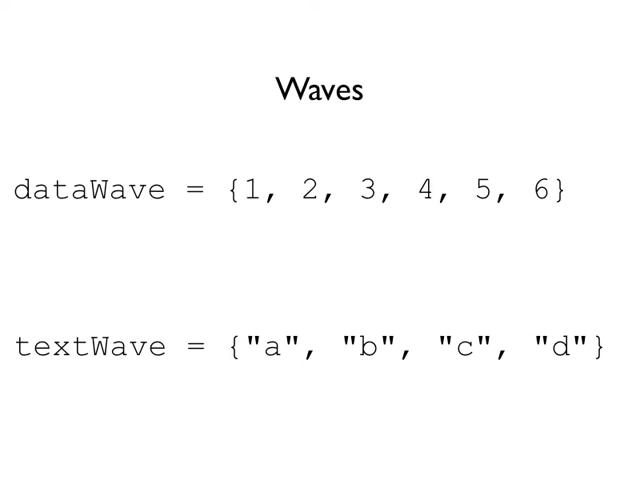 Waves
dataWave = {1, 2, 3, 4, 5, 6}
textWave = {"a", "b", "c", "d"}